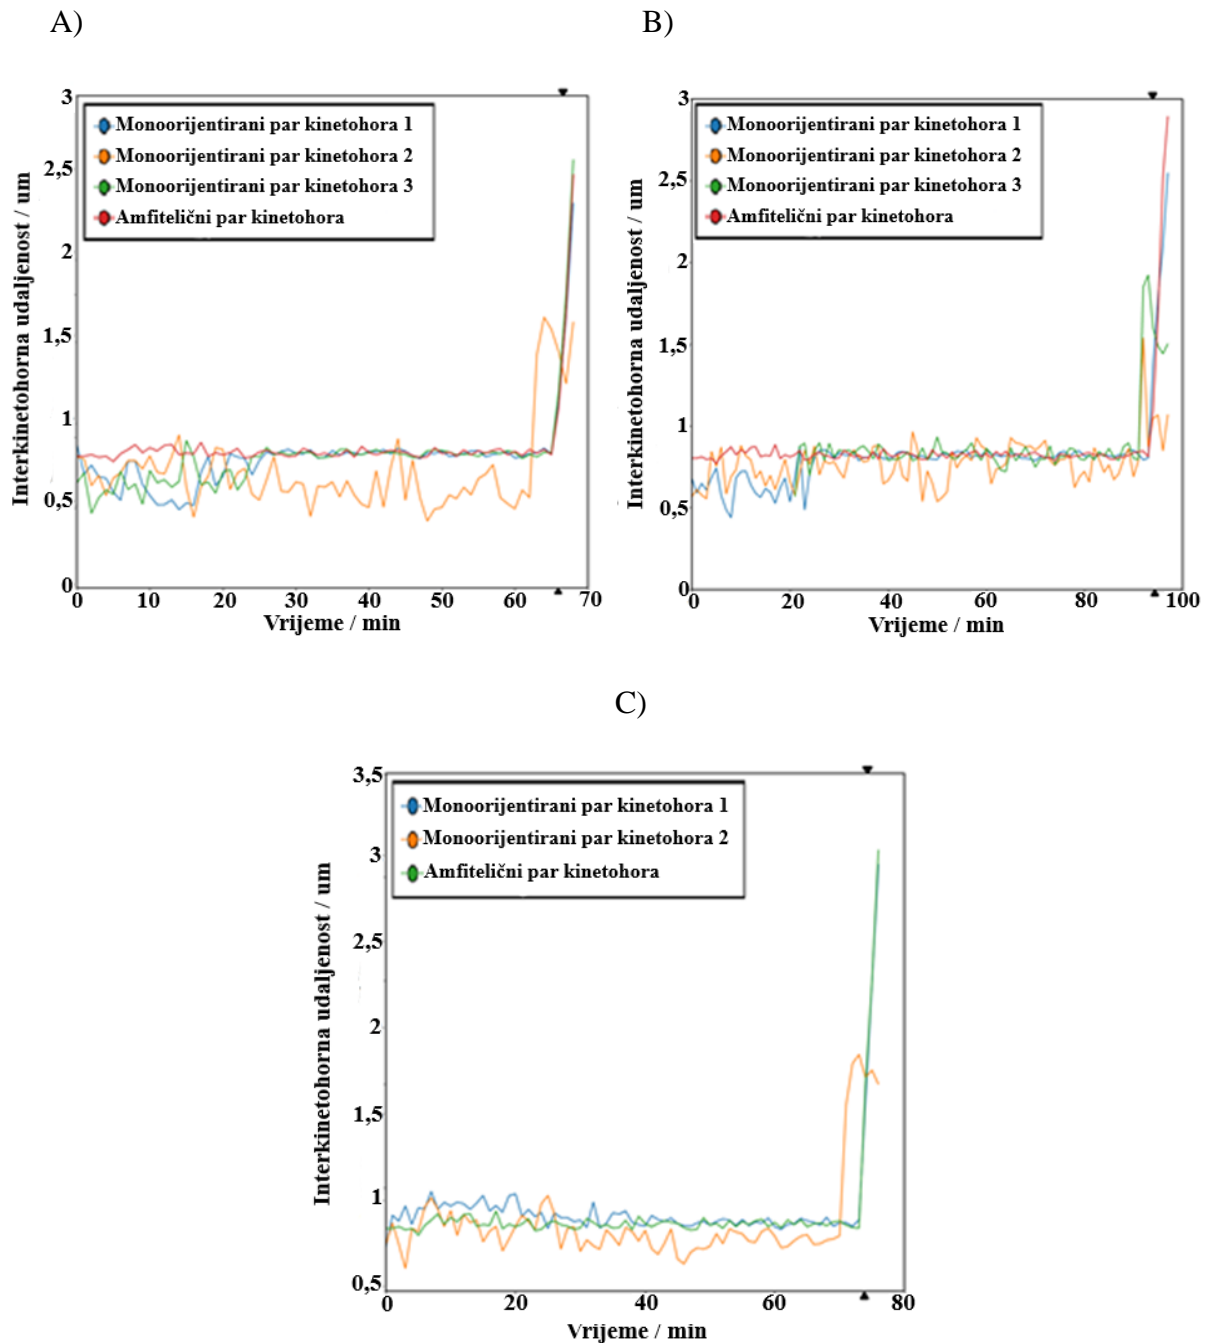 A)
B)
3
2,5
2
1,5
1
0,5
0
Interkinetohorna udaljenost / um
Monoorijentirani par kinetohora 1
Monoorijentirani par kinetohora 2
Monoorijentirani par kinetohora 3
Amfitelični par kinetohora
0 10 20 30 40 50 60 70
Vrijeme / min
3
2,5
2
1,5
1
0,5
0
Interkinetohorna udaljenost / um
Monoorijentirani par kinetohora 1
Monoorijentirani par kinetohora 2
Monoorijentirani par kinetohora 3
Amfitelični par kinetohora
0 20 40 60 80 100
Vrijeme / min
C)
3,5
3
2,5
2
1,5
1
0,5
Interkinetohorna udaljenost / um
Monoorijentirani par kinetohora 1
Monoorijentirani par kinetohora 2
Amfitelični par kinetohora
0 20 40 60 80
Vrijeme / min